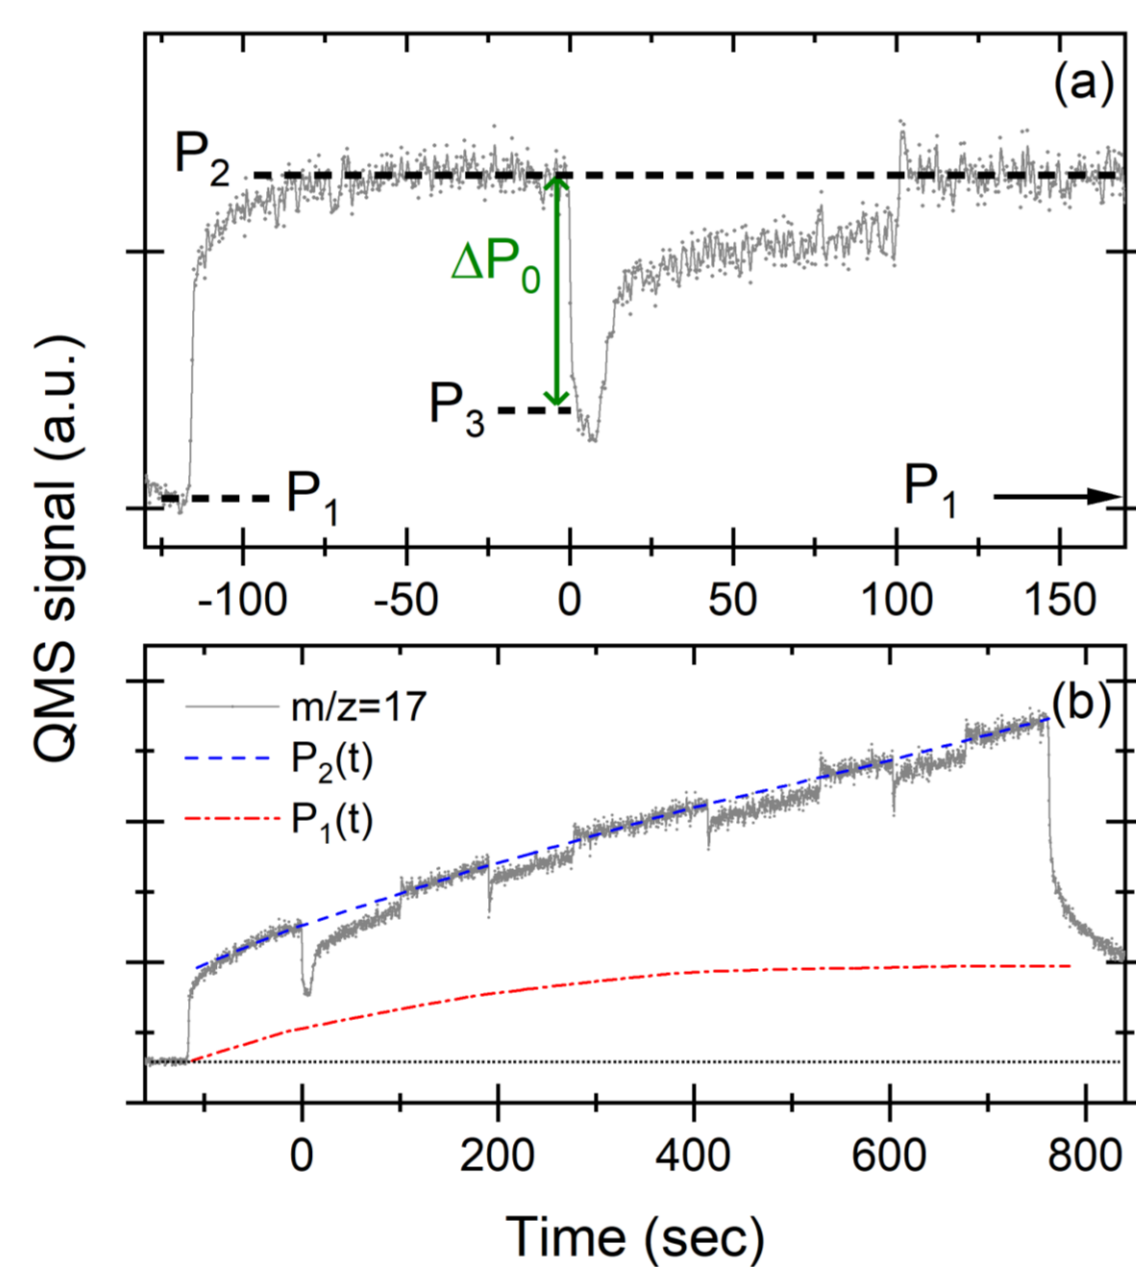 (a)
P₂
ΔP₀
P₃
P₁
P₁
-100 -50 0 50 100 150
QMS signal (a.u.)
(b)
m/z=17
P₂(t)
P₁(t)
0 200 400 600 800
Time (sec)